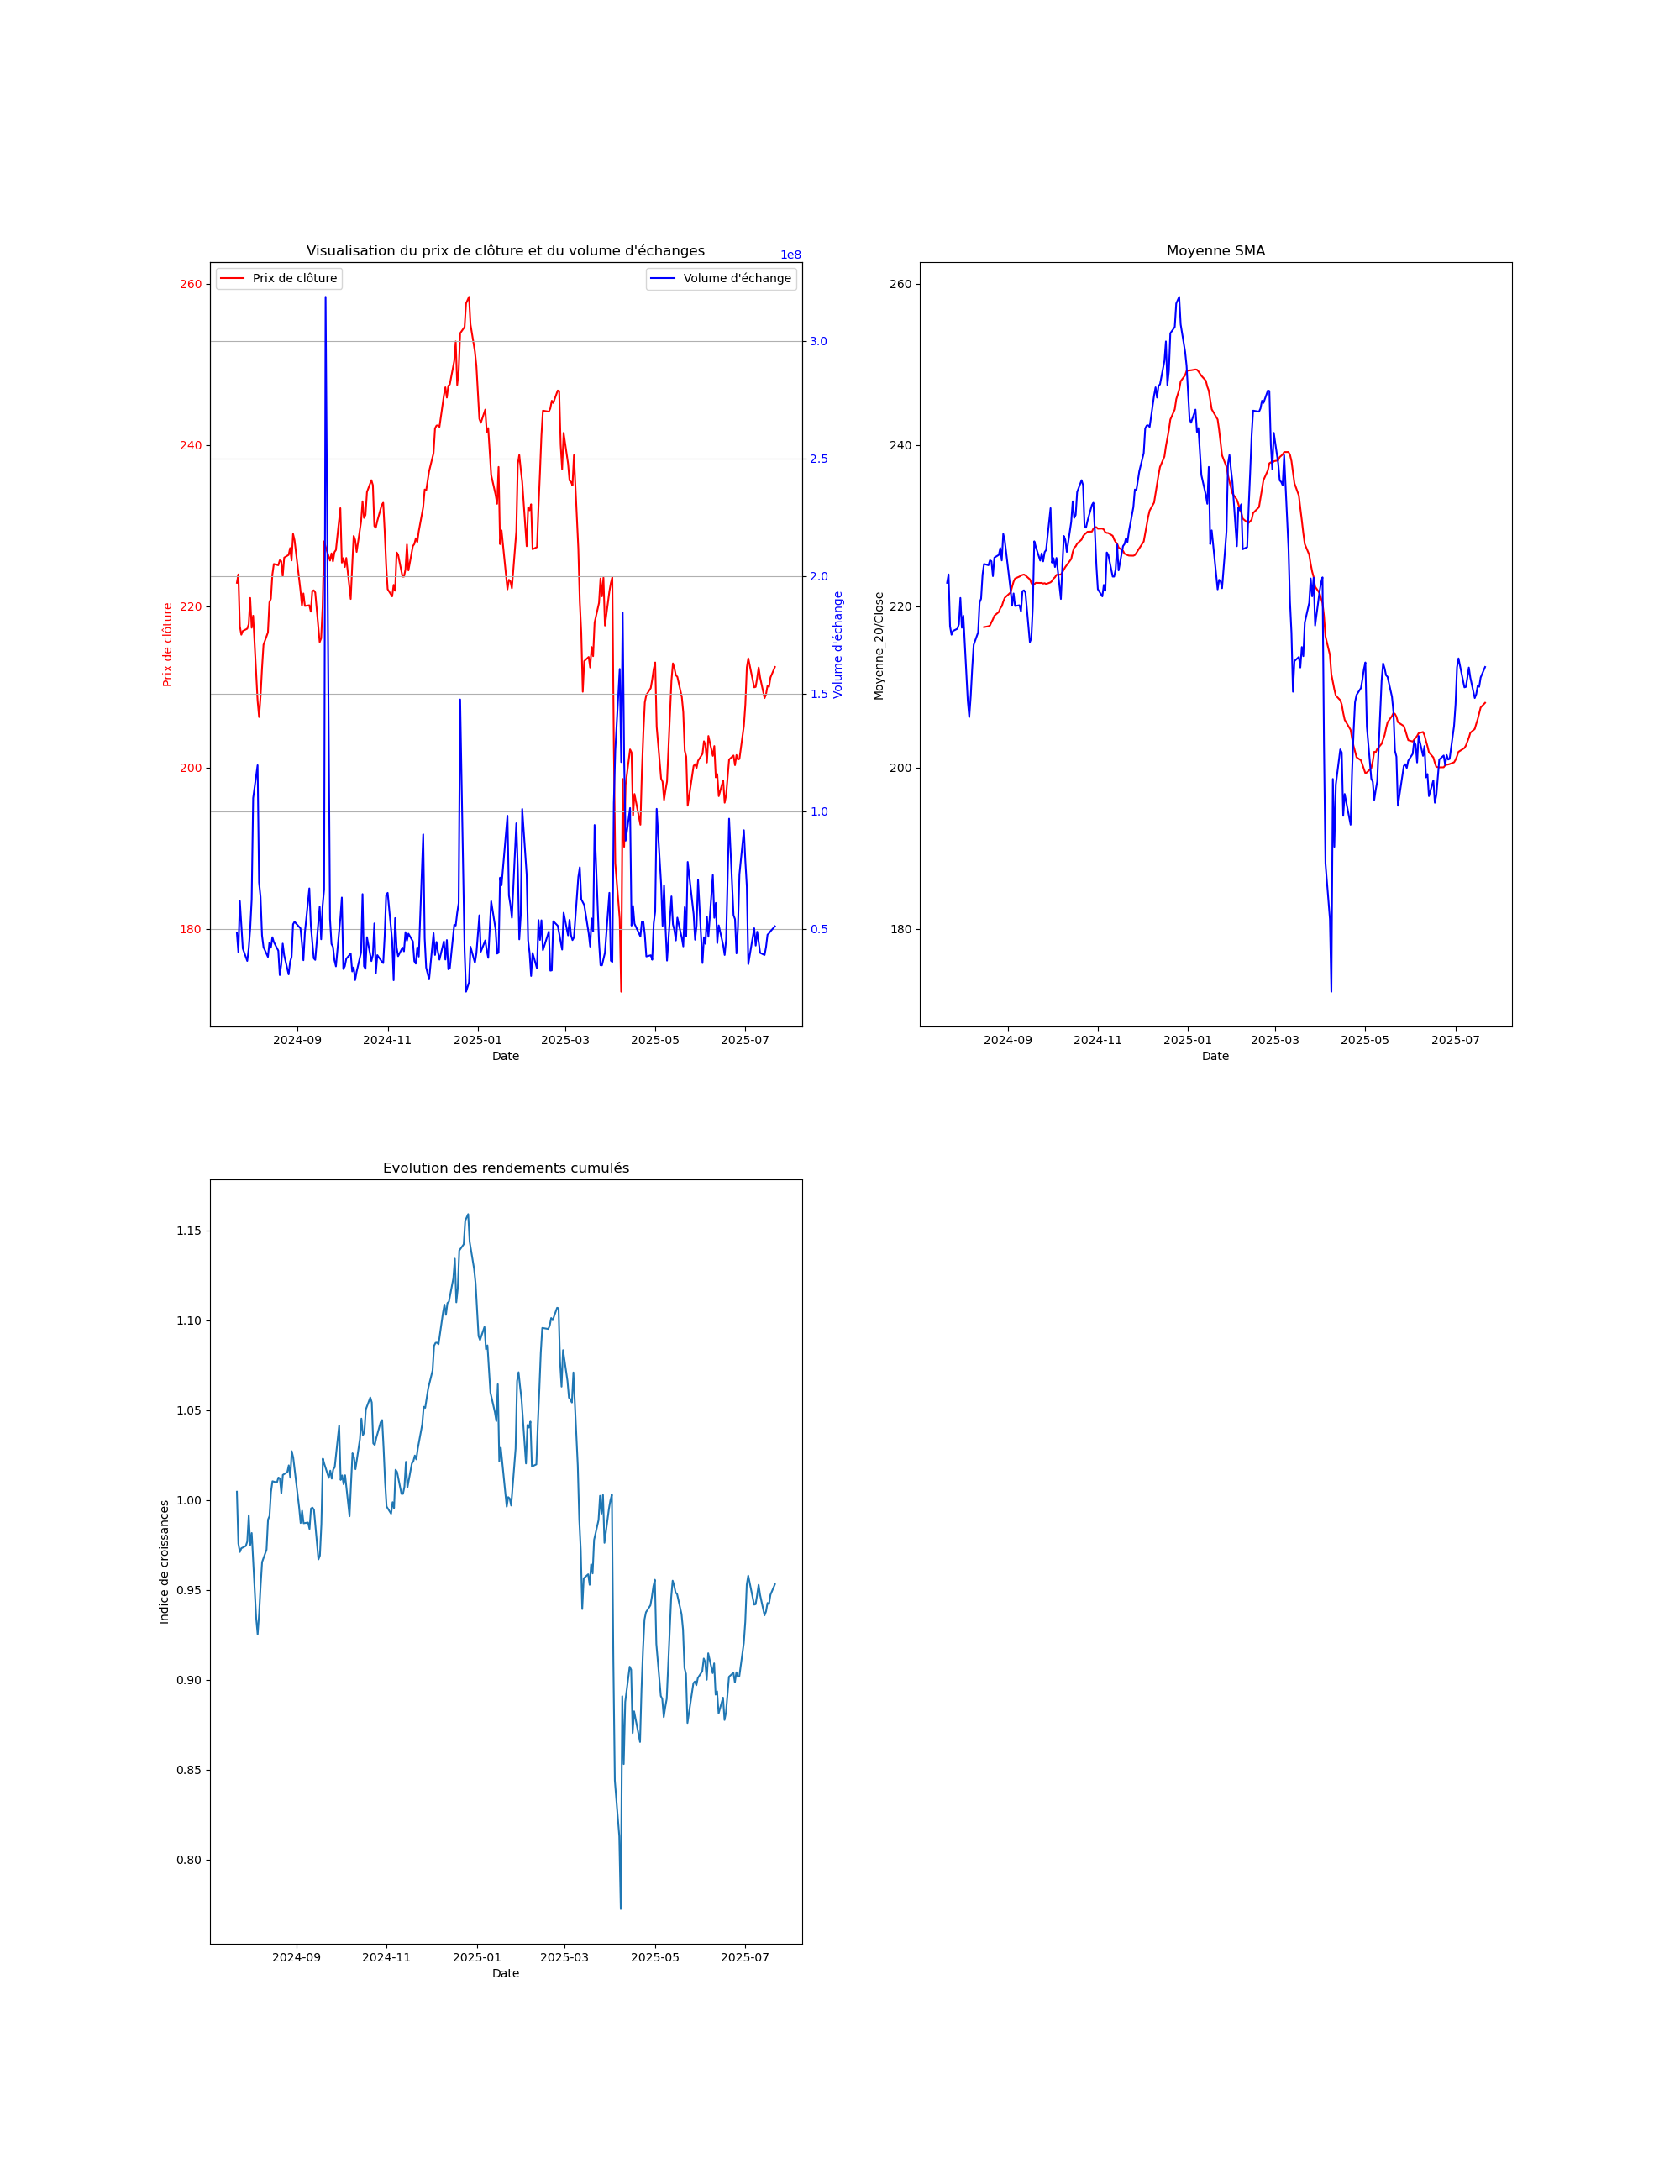 Visualisation du prix de clôture et du volume d'échanges
1e8
Prix de clôture
Volume d'échange
260
240
220
200
180
Prix de clôture
3.0
2.5
2.0
1.5
1.0
0.5
Volume d'échange
2024-09 2024-11 2025-01 2025-03 2025-05 2025-07
Date
Moyenne SMA
260
240
220
200
180
Moyenne_20/Close
2024-09 2024-11 2025-01 2025-03 2025-05 2025-07
Date
Evolution des rendements cumulés
1.15
1.10
1.05
1.00
0.95
0.90
0.85
0.80
Indice de croissances
2024-09 2024-11 2025-01 2025-03 2025-05 2025-07
Date